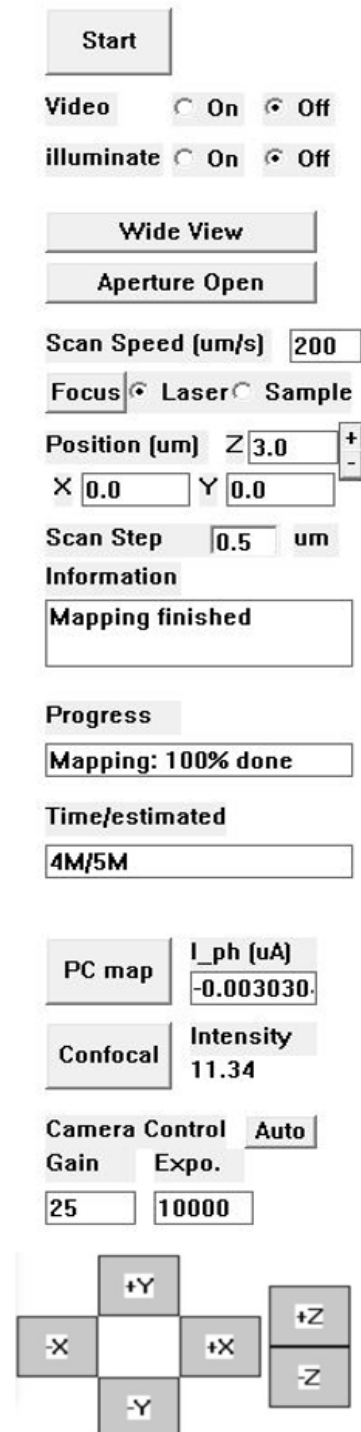 Start
Video On Off
illuminate On Off
Wide View
Aperture Open
Scan Speed (um/s) 200
Focus Laser Sample
Position (um) Z 3.0 + -
X 0.0 Y 0.0
Scan Step 0.5 um
Information
Mapping finished
Progress
Mapping: 100% done
Time/estimated
4M/5M
PC map I_ph (uA)
-0.003030
Confocal Intensity
11.34
Camera Control Auto
Gain Expo.
25 10000
+Y
-X +X
-Y
+Z
-Z